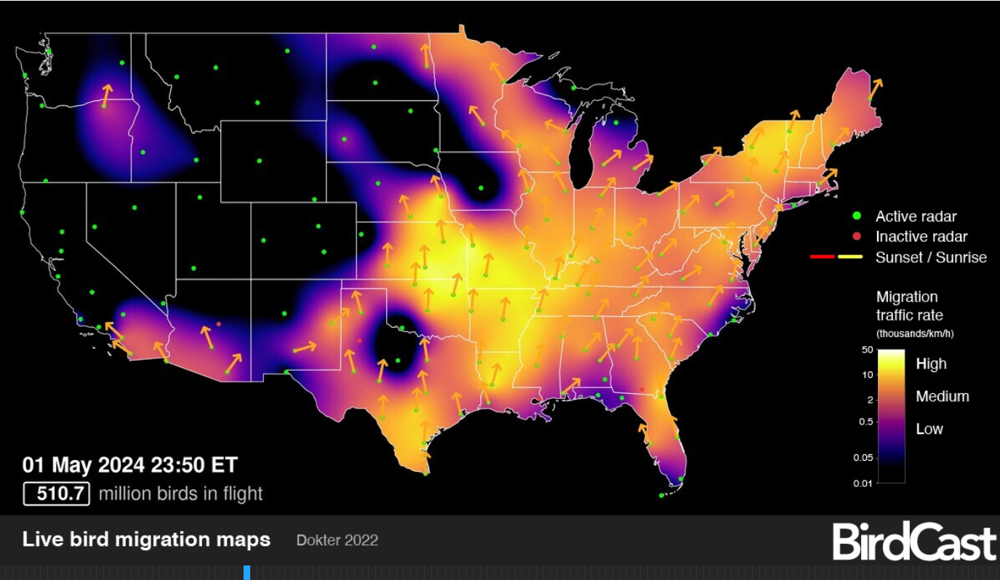 Active radar
Inactive radar
Sunset / Sunrise
Migration
traffic rate
(thousands/km/h)
50
High
10
Medium
2
0.5
Low
0.05
0.01
01 May 2024 23:50 ET
510.7 million birds in flight
Live bird migration maps Dokter 2022
BirdCast